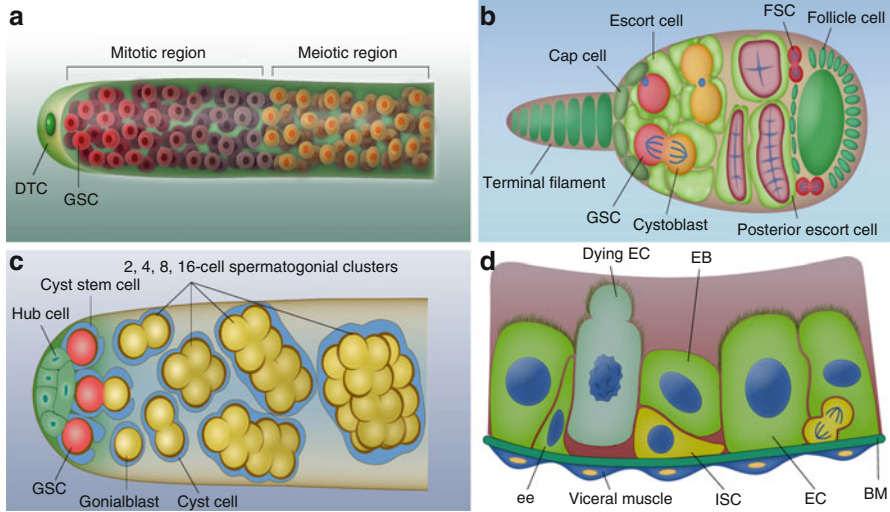 a
Mitotic region
Meiotic region
DTC
GSC
b
Escort cell
FSC
Follicle cell
Cap cell
Terminal filament
GSC
Cystoblast
Posterior escort cell
c
2, 4, 8, 16-cell spermatogonial clusters
Cyst stem cell
Hub cell
GSC
Gonialblast
Cyst cell
d
Dying EC
EB
ee
Viceral muscle
ISC
EC
BM